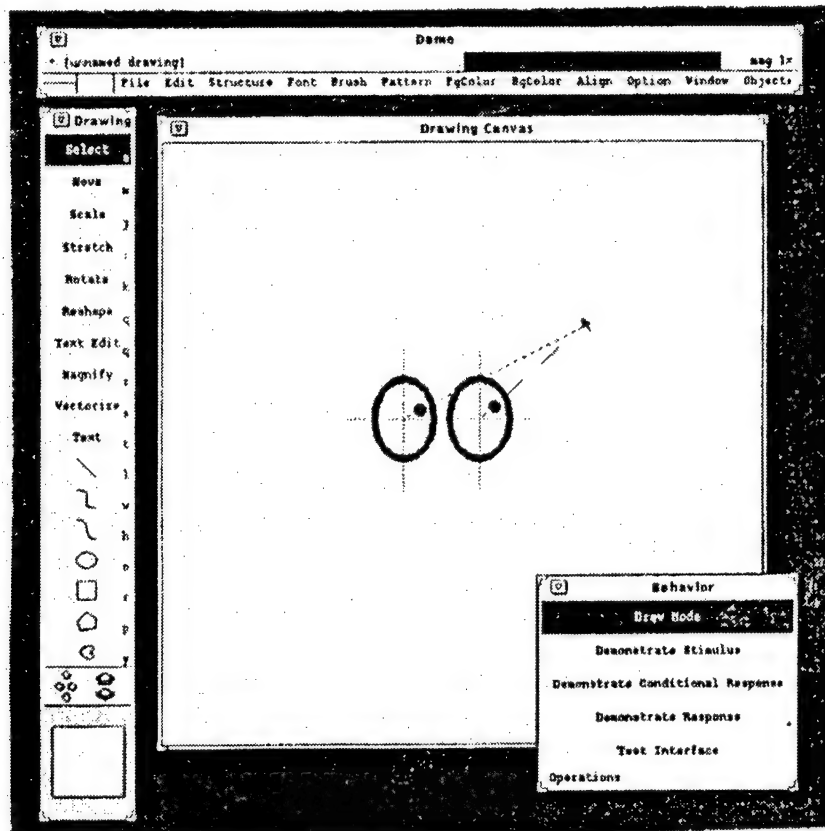 Demo
[unnamed drawing] mag 1x
File Edit Structure Font Brush Pattern FgColor BgColor Align Option Window Objects
Drawing
Select
Move
Scale
Stretch
Rotate
Reshape
Text Edit
Magnify
Vectorize
Text
Drawing Canvas
Behavior
Draw Mode
Demonstrate Stimulus
Demonstrate Conditional Response
Demonstrate Response
Test Interface
Operations